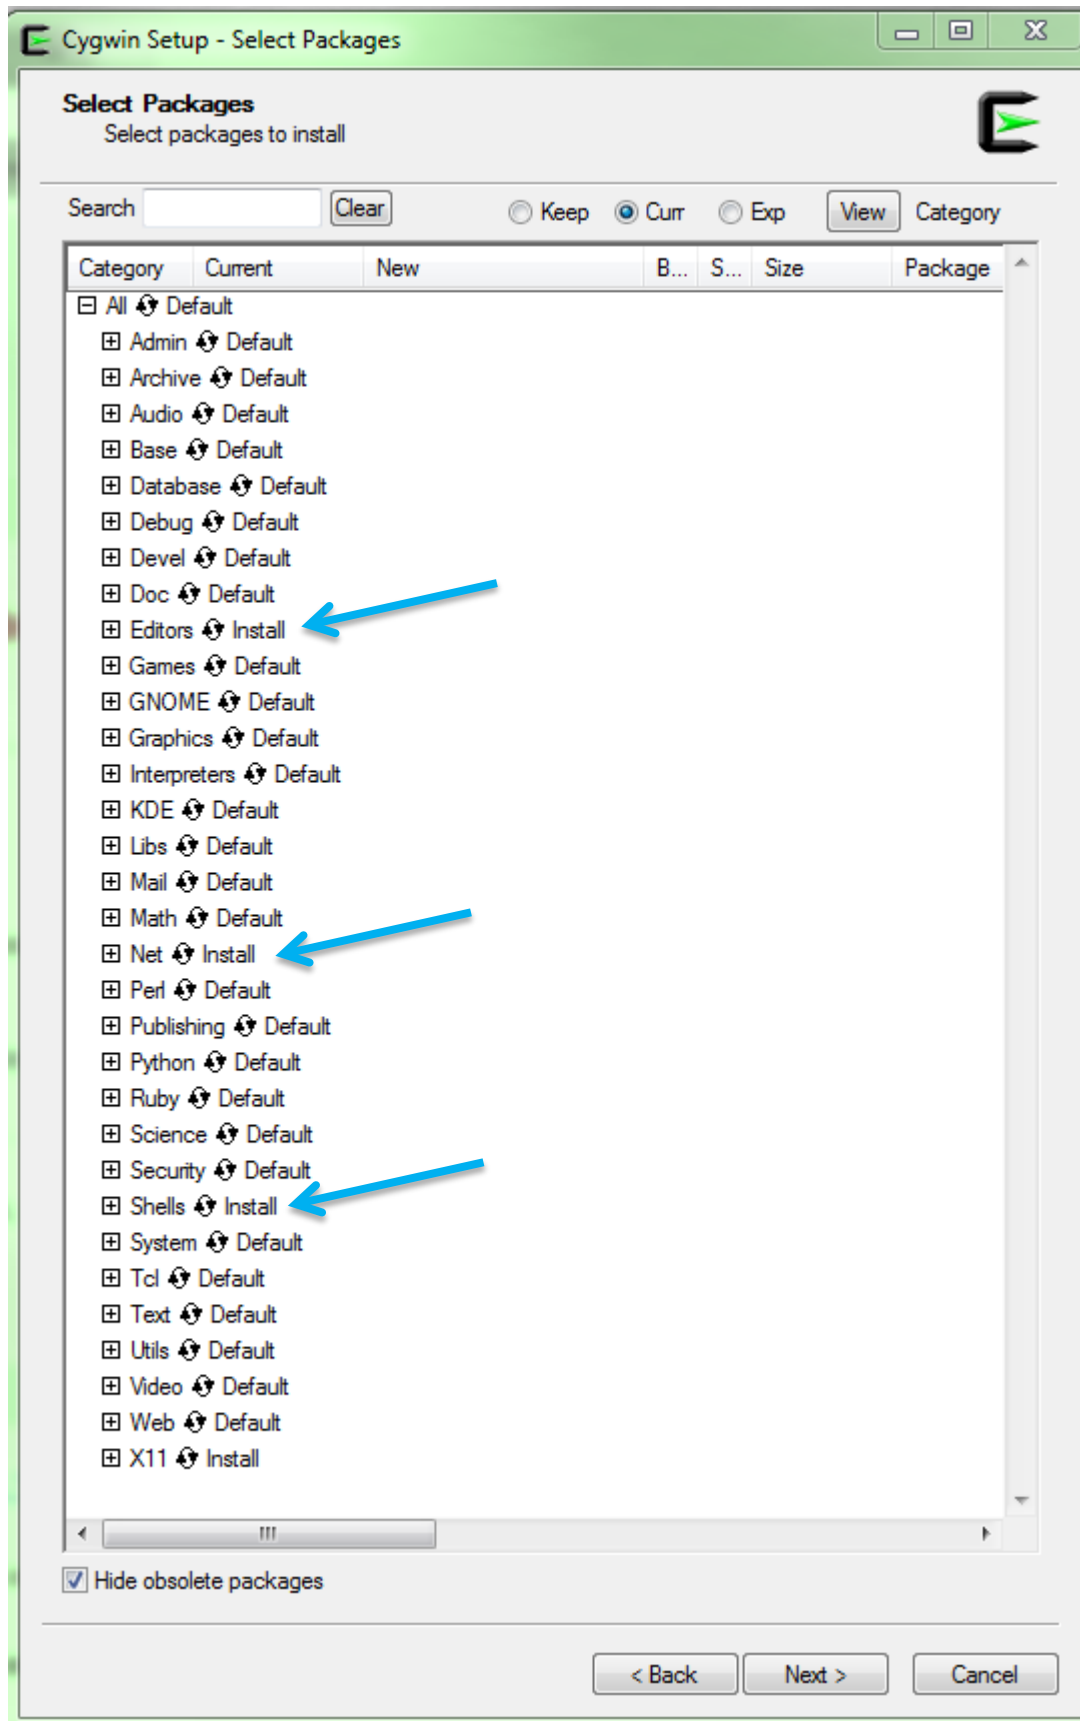 Cygwin Setup - Select Packages
Select Packages
Select packages to install
Search Clear Keep Curr Exp View Category
Category Current New B... S... Size Package
All Default
Admin Default
Archive Default
Audio Default
Base Default
Database Default
Debug Default
Devel Default
Doc Default
Editors Install
Games Default
GNOME Default
Graphics Default
Interpreters Default
KDE Default
Libs Default
Mail Default
Math Default
Net Install
Perl Default
Publishing Default
Python Default
Ruby Default
Science Default
Security Default
Shells Install
System Default
Tcl Default
Text Default
Utils Default
Video Default
Web Default
X11 Install
Hide obsolete packages
< Back Next > Cancel